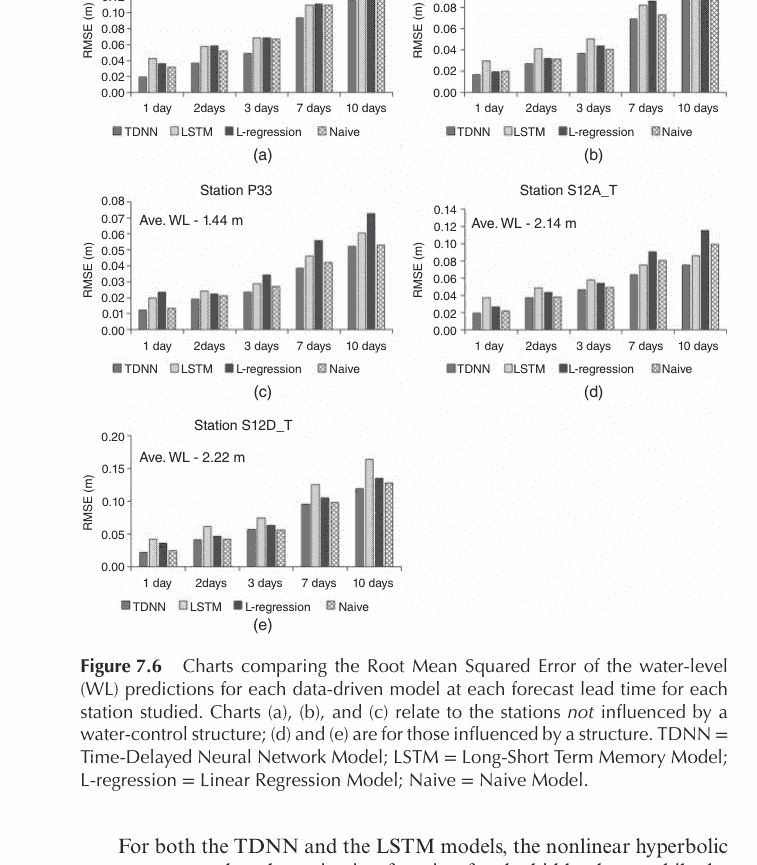 RMSE (m)
0.10
0.08
0.06
0.04
0.02
0.00
1 day 2days 3 days 7 days 10 days
TDNN LSTM L-regression Naive
(a)
RMSE (m)
0.08
0.06
0.04
0.02
0.00
1 day 2days 3 days 7 days 10 days
TDNN LSTM L-regression Naive
(b)
Station P33
Ave. WL - 1.44 m
RMSE (m)
0.08
0.07
0.06
0.05
0.04
0.03
0.02
0.01
0.00
1 day 2days 3 days 7 days 10 days
TDNN LSTM L-regression Naive
(c)
Station S12A_T
Ave. WL - 2.14 m
RMSE (m)
0.14
0.12
0.10
0.08
0.06
0.04
0.02
0.00
1 day 2days 3 days 7 days 10 days
TDNN LSTM L-regression Naive
(d)
Station S12D_T
Ave. WL - 2.22 m
RMSE (m)
0.20
0.15
0.10
0.05
0.00
1 day 2days 3 days 7 days 10 days
TDNN LSTM L-regression Naive
(e)
Figure 7.6 Charts comparing the Root Mean Squared Error of the water-level
(WL) predictions for each data-driven model at each forecast lead time for each
station studied. Charts (a), (b), and (c) relate to the stations not influenced by a
water-control structure; (d) and (e) are for those influenced by a structure. TDNN =
Time-Delayed Neural Network Model; LSTM = Long-Short Term Memory Model;
L-regression = Linear Regression Model; Naive = Naive Model.
For both the TDNN and the LSTM models, the nonlinear hyperbolic